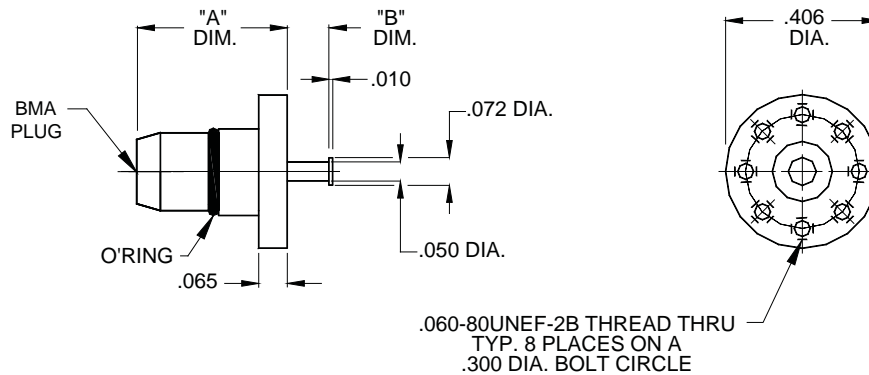 "A"
DIM.
"B"
DIM.
.406
DIA.
.010
BMA
PLUG
.072 DIA.
O'RING
.050 DIA.
.065
.060-80UNEF-2B THREAD THRU
TYP. 8 PLACES ON A
.300 DIA. BOLT CIRCLE